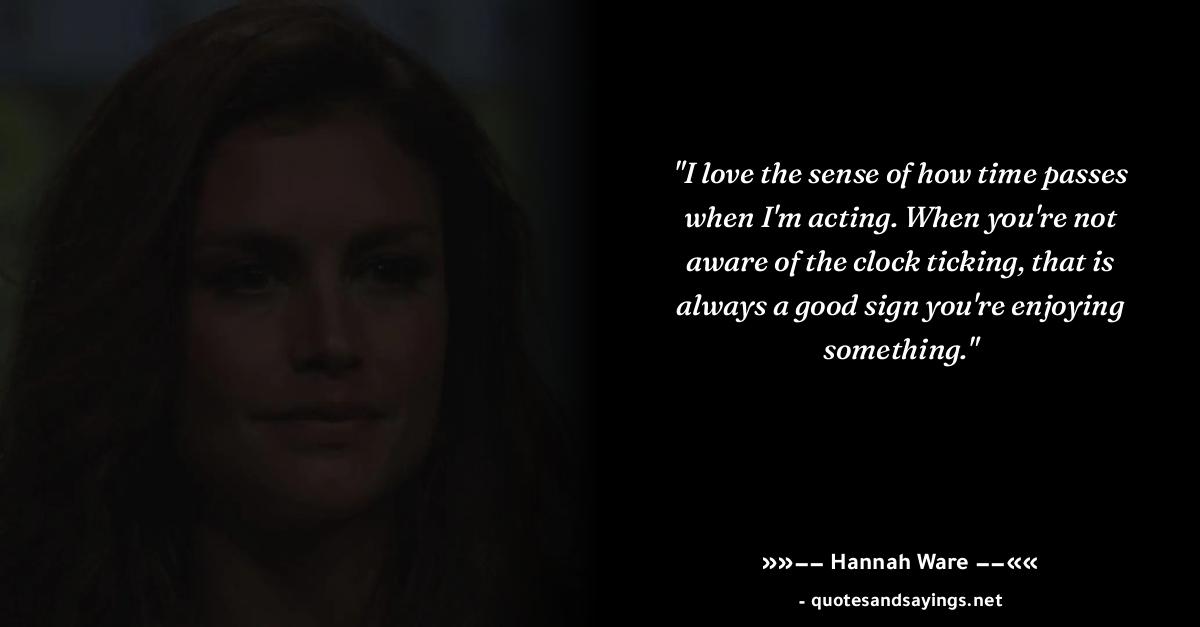 "I love the sense of how time passes
when I'm acting. When you're not
aware of the clock ticking, that is
always a good sign you're enjoying
something."
»»−− Hannah Ware −−««
- quotesandsayings.net